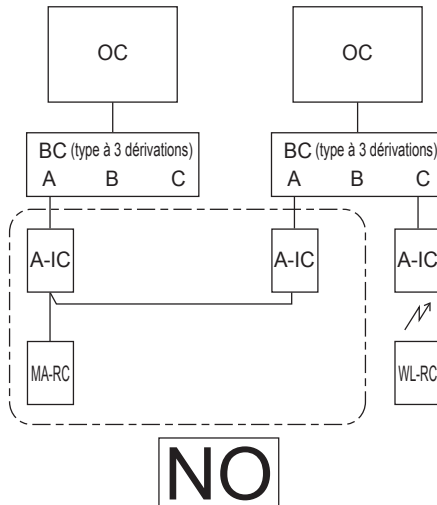 OC
OC
BC (type à 3 dérivations)
A B C
BC (type à 3 dérivations)
A B C
A-IC
A-IC
A-IC
MA-RC
WL-RC
NO